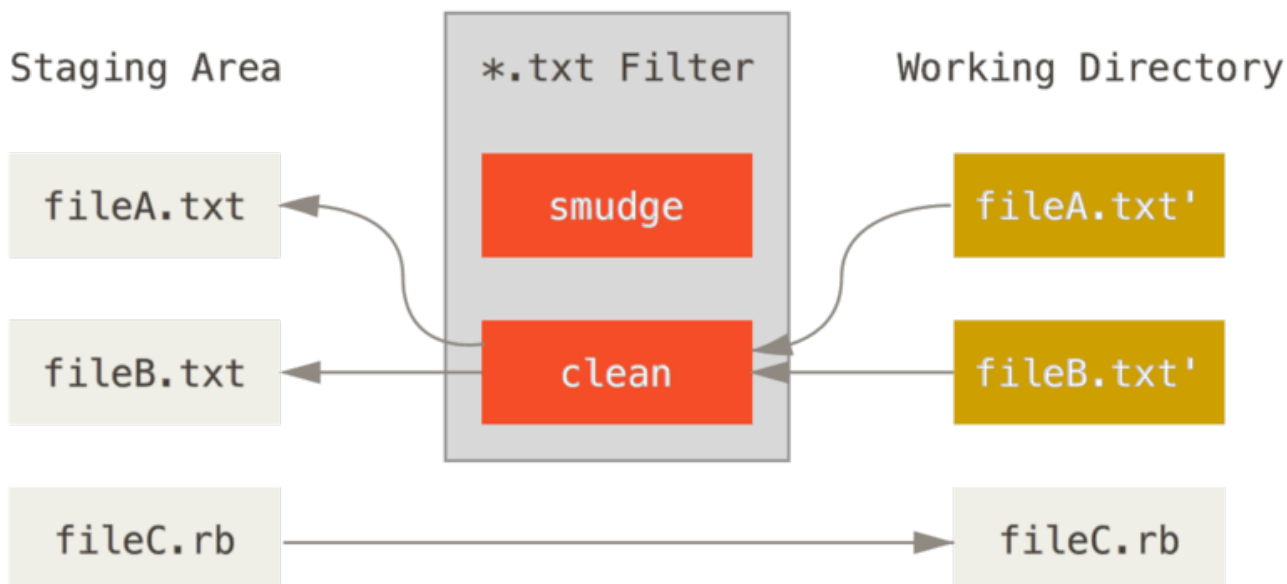 Staging Area
*.txt Filter
Working Directory
fileA.txt
smudge
fileA.txt'
fileB.txt
clean
fileB.txt'
fileC.rb
fileC.rb